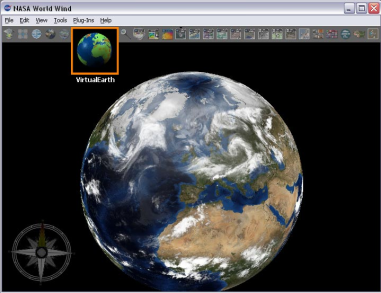 NASA World Wind
File Edit View Tools Plug-Ins Help
VirtualEarth